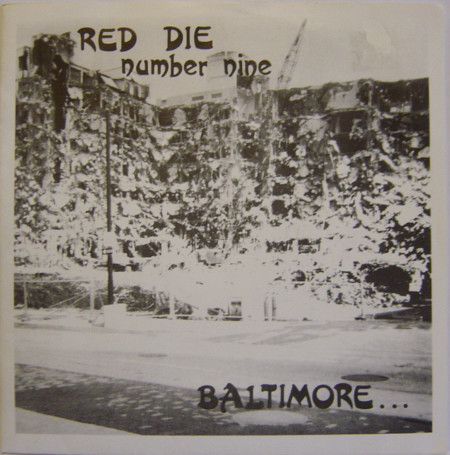 RED DIE
number nine
BALTIMORE...